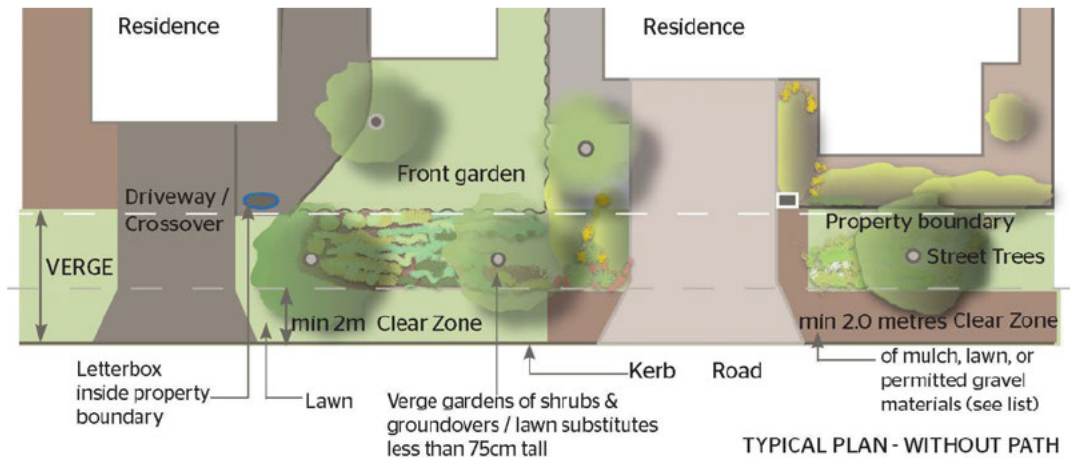 Residence
Residence
Front garden
Driveway /
Crossover
Property boundary
VERGE
Street Trees
min 2m Clear Zone
min 2.0 metres Clear Zone
Letterbox
inside property
boundary
Lawn
Verge gardens of shrubs &
groundovers / lawn substitutes
less than 75cm tall
Kerb
Road
of mulch, lawn, or
permitted gravel
materials (see list)
TYPICAL PLAN - WITHOUT PATH